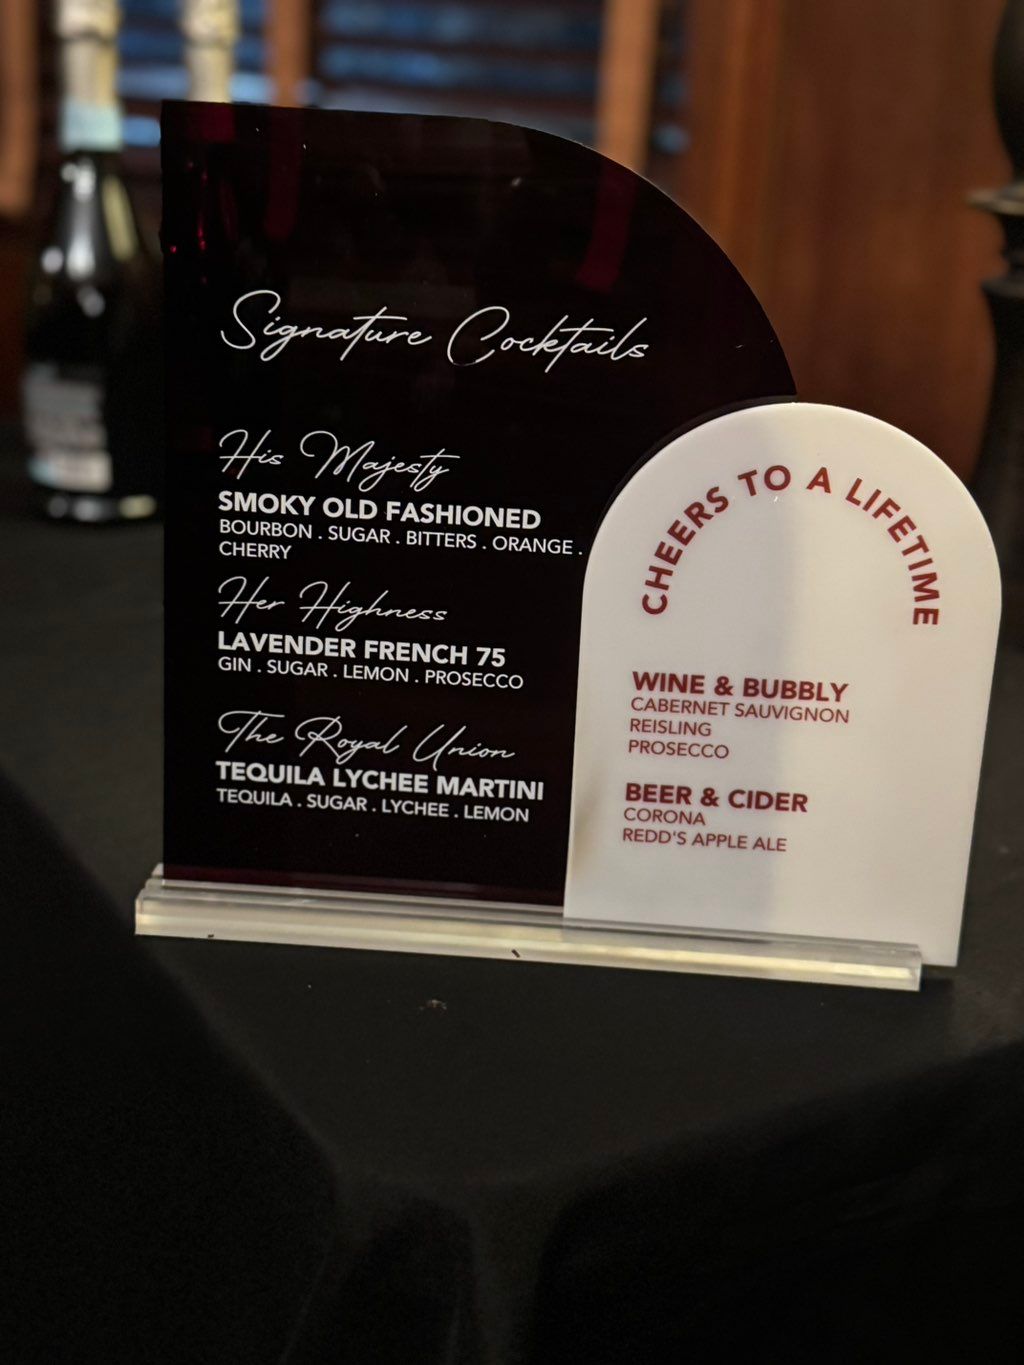 Signature Cocktails
His Majesty
SMOKY OLD FASHIONED
BOURBON . SUGAR . BITTERS . ORANGE .
CHERRY
Her Highness
LAVENDER FRENCH 75
GIN . SUGAR . LEMON . PROSECCO
The Royal Union
TEQUILA LYCHEE MARTINI
TEQUILA . SUGAR . LYCHEE . LEMON
CHEERS TO A LIFETIME
WINE & BUBBLY
CABERNET SAUVIGNON
REISLING
PROSECCO
BEER & CIDER
CORONA
REDD'S APPLE ALE